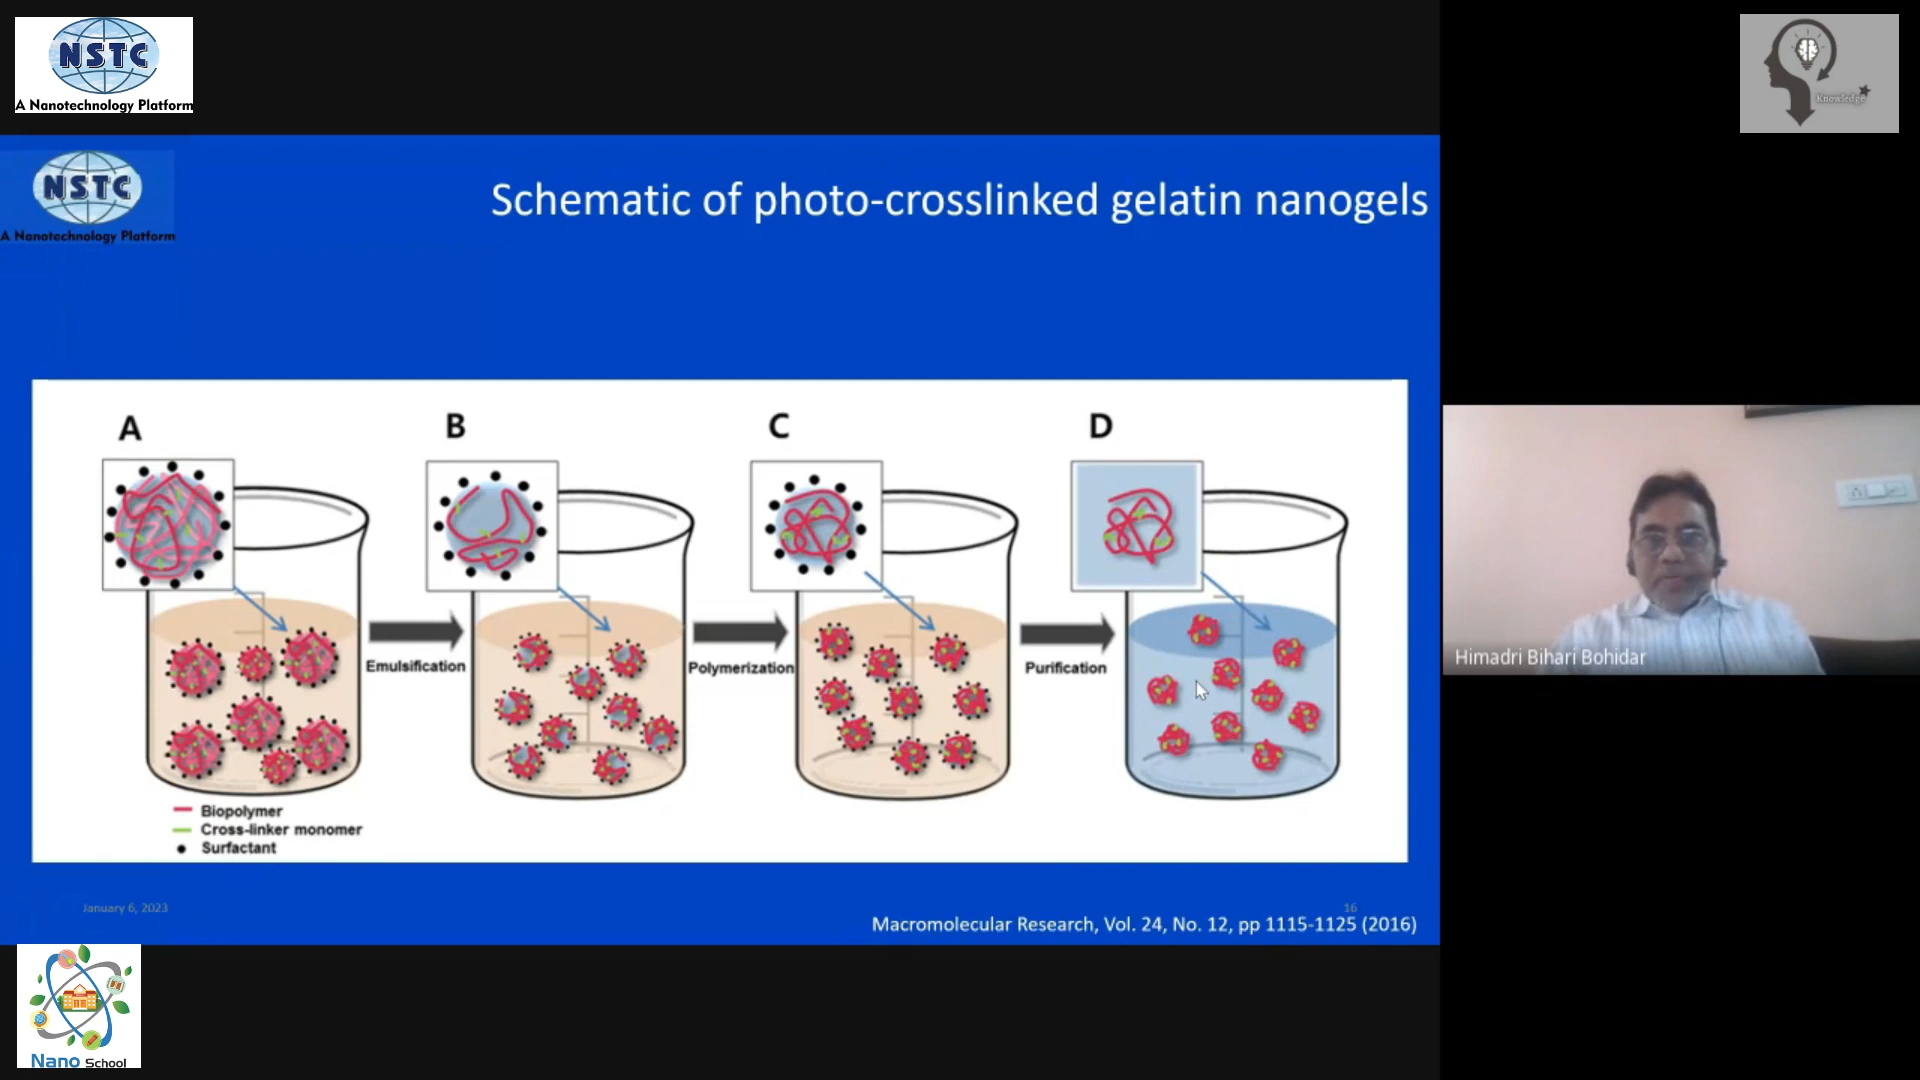 NSTC
A Nanotechnology Platform
Knowledge
NSTC
A Nanotechnology Platform
Schematic of photo-crosslinked gelatin nanogels
A
B
C
D
Emulsification
Polymerization
Purification
Biopolymer
Cross-linker monomer
Surfactant
Himadri Bihari Bohidar
January 6, 2023
16
Macromolecular Research, Vol. 24, No. 12, pp 1115-1125 (2016)
Nano School